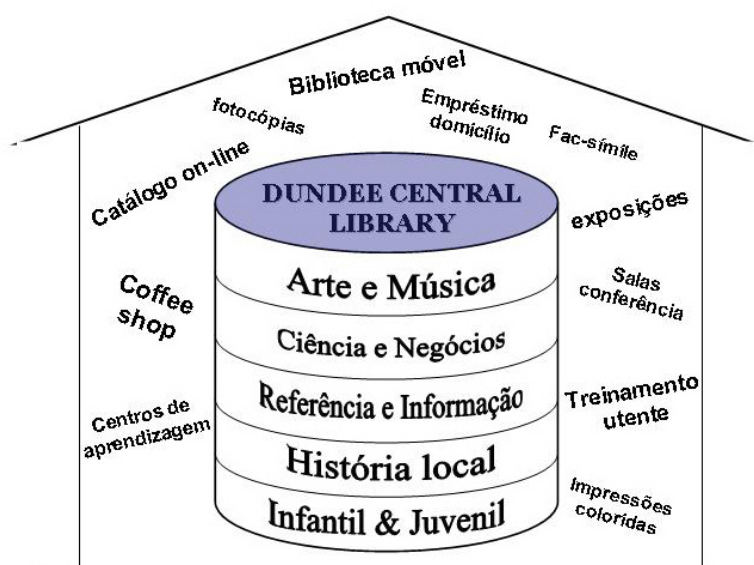 Biblioteca móvel
fotocópias
Empréstimo
domicílio
Fac-símile
Catálogo on-line
DUNDEE CENTRAL
LIBRARY
exposições
Arte e Música
Coffee
shop
Salas
conferência
Ciência e Negócios
Referência e Informação
Centros de
aprendizagem
Treinamento
utente
História local
Infantil & Juvenil
Impressões
coloridas